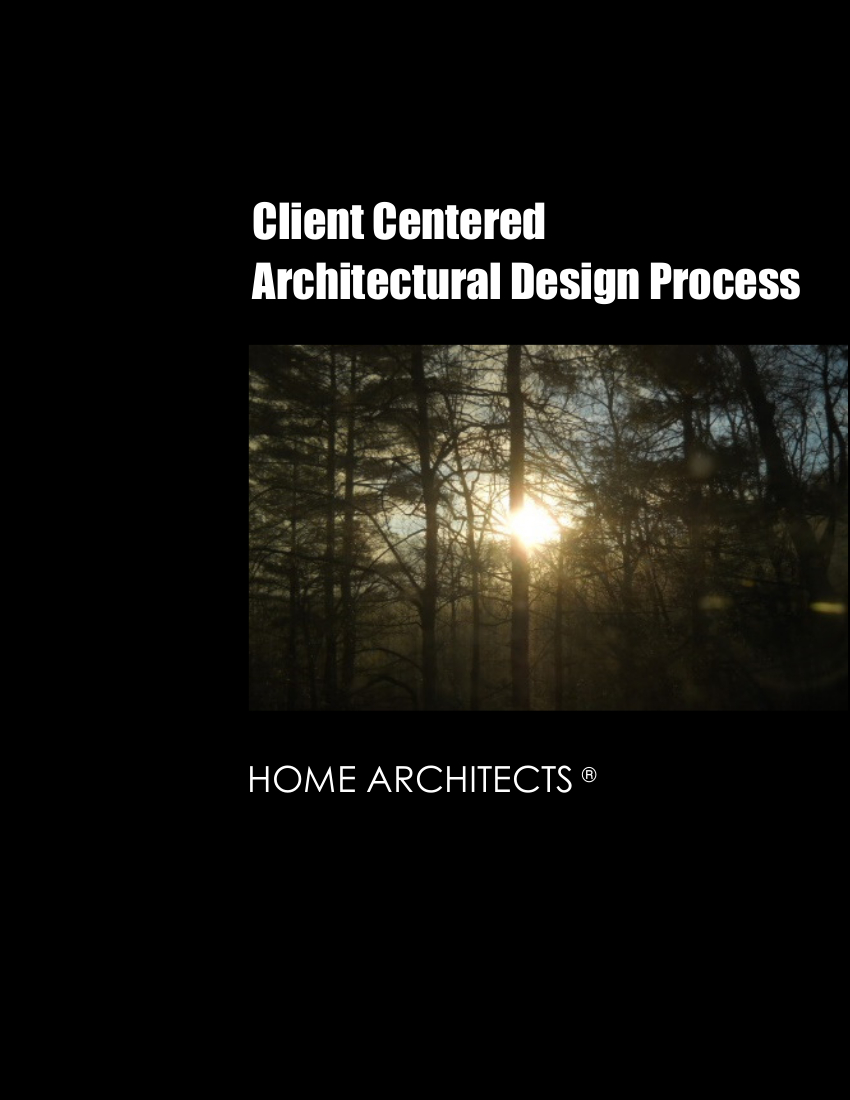 Client Centered
Architectural Design Process
HOME ARCHITECTS ®